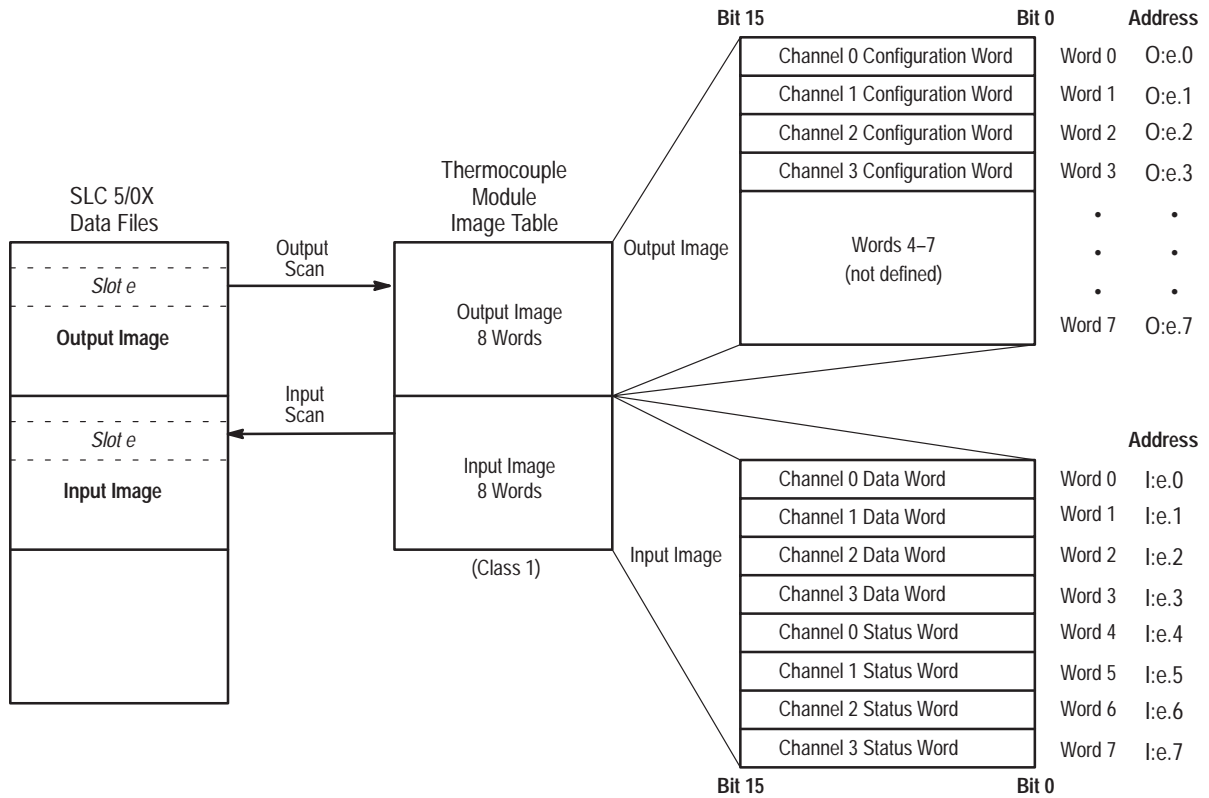 Bit 15 Bit 0 Address
Channel 0 Configuration Word Word 0 O:e.0
Channel 1 Configuration Word Word 1 O:e.1
Channel 2 Configuration Word Word 2 O:e.2
Channel 3 Configuration Word Word 3 O:e.3
Words 4–7
(not defined)
Word 7 O:e.7
Output Image
SLC 5/0X
Data Files
Slot e
Output Image
Slot e
Input Image
Output
Scan
Input
Scan
Thermocouple
Module
Image Table
Output Image
8 Words
Input Image
8 Words
(Class 1)
Input Image
Address
Channel 0 Data Word Word 0 I:e.0
Channel 1 Data Word Word 1 I:e.1
Channel 2 Data Word Word 2 I:e.2
Channel 3 Data Word Word 3 I:e.3
Channel 0 Status Word Word 4 I:e.4
Channel 1 Status Word Word 5 I:e.5
Channel 2 Status Word Word 6 I:e.6
Channel 3 Status Word Word 7 I:e.7
Bit 15 Bit 0